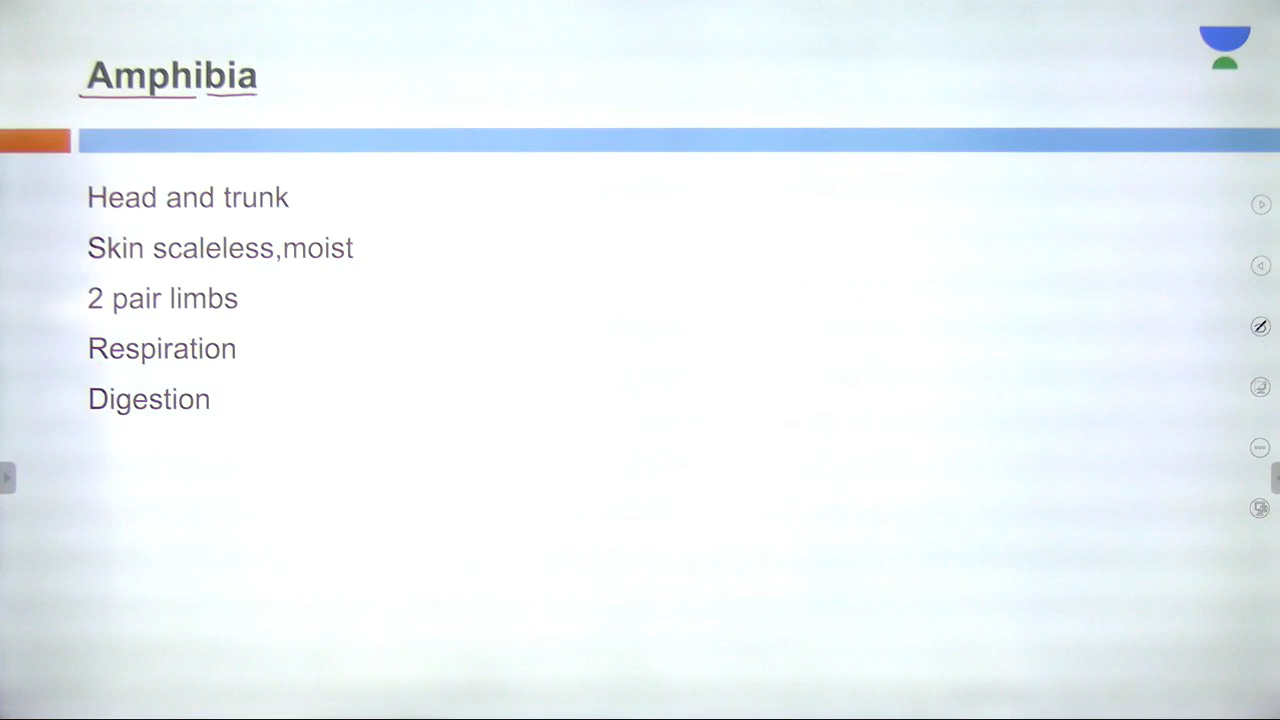 Amphibia
Head and trunk
Skin scaleless,moist
2 pair limbs
Respiration
Digestion